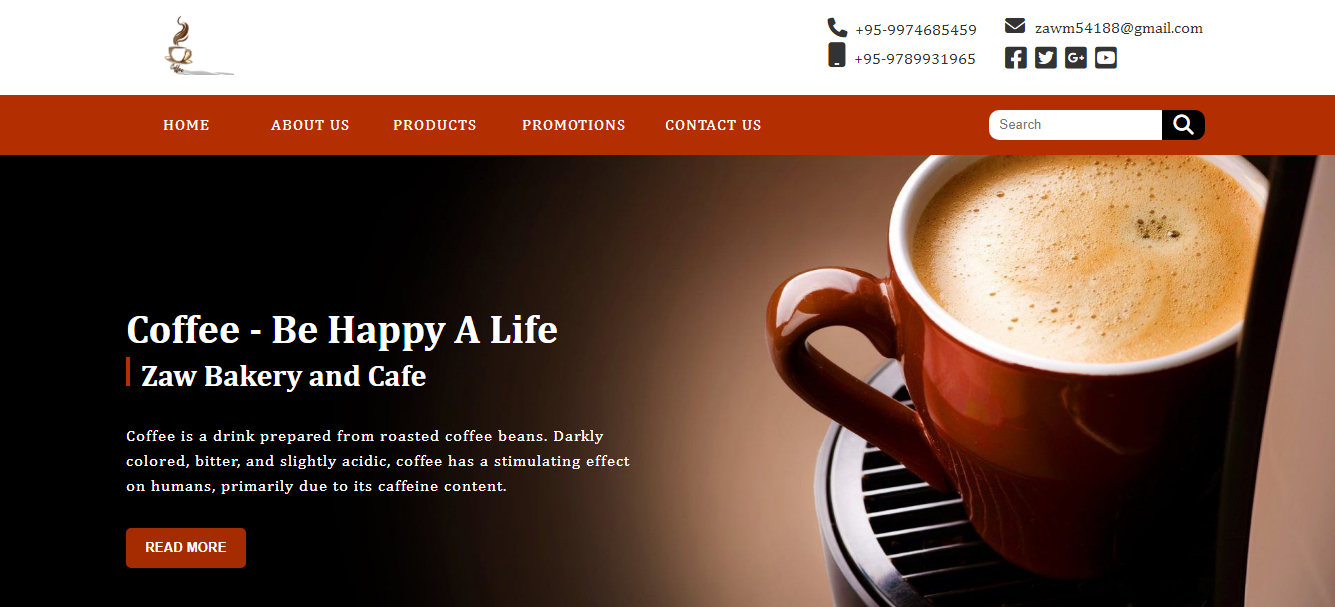 +95-9974685459
zawm54188@gmail.com
+95-9789931965
HOME
ABOUT US
PRODUCTS
PROMOTIONS
CONTACT US
Search
Coffee - Be Happy A Life
Zaw Bakery and Cafe
Coffee is a drink prepared from roasted coffee beans. Darkly
colored, bitter, and slightly acidic, coffee has a stimulating effect
on humans, primarily due to its caffeine content.
READ MORE